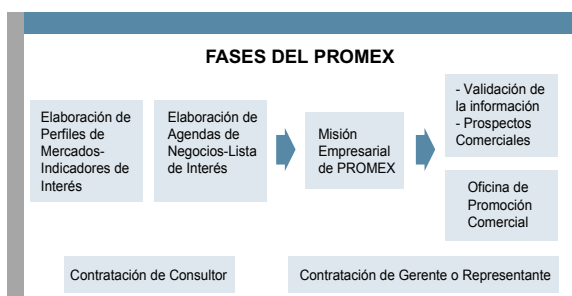 FASES DEL PROMEX
Elaboración de
Perfiles de
Mercados-
Indicadores de
Interés
Elaboración de
Agendas de
Negocios-Lista
de Interés
Misión
Empresarial
de PROMEX
- Validación de
la información
- Prospectos
Comerciales
Oficina de
Promoción
Comercial
Contratación de Consultor
Contratación de Gerente o Representante